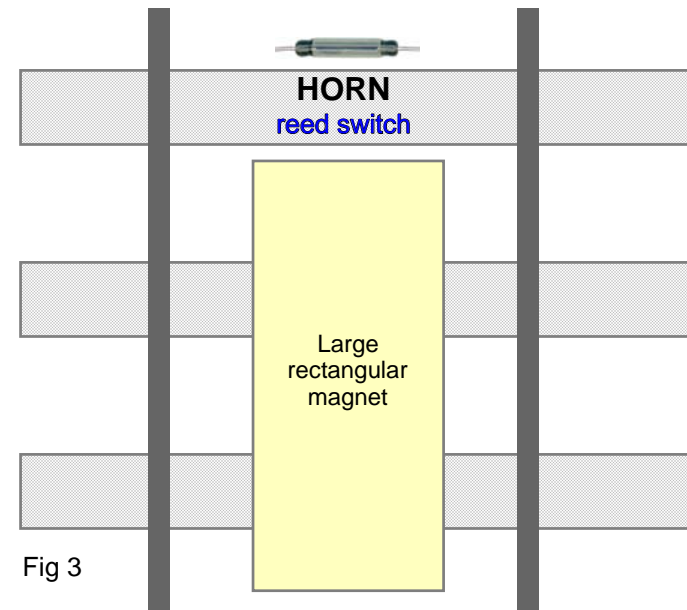 HORN
reed switch
Large
rectangular
magnet
Fig 3